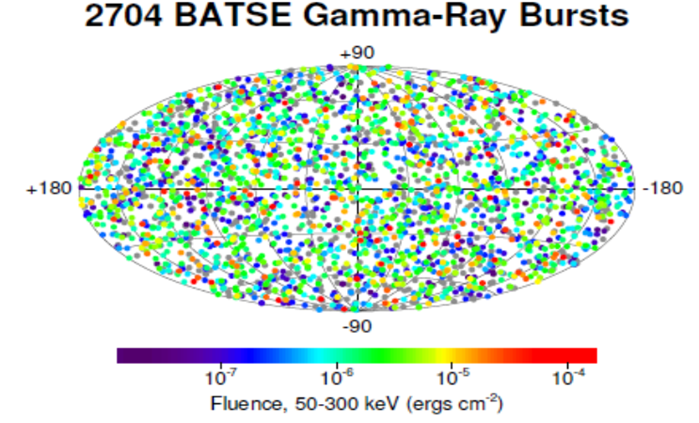 2704 BATSE Gamma-Ray Bursts
+90
+180
-180
-90
10⁻⁷ 10⁻⁶ 10⁻⁵ 10⁻⁴
Fluence, 50-300 keV (ergs cm⁻²)